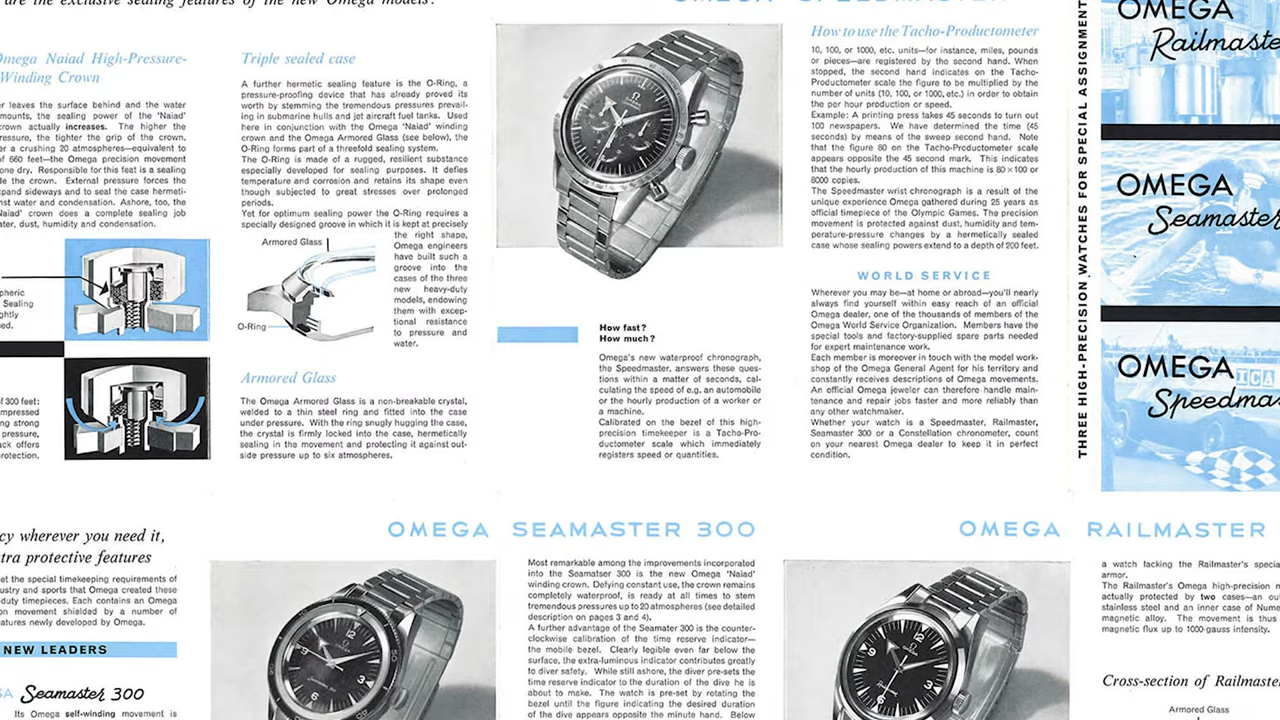 are the exclusive sealing features of the new Omega models?
Omega Naiad High-Pressure-
Winding Crown
er leaves the surface behind and the water
mounts, the sealing power of the 'Naiad'
crown actually increases. The higher the
ressure, the tighter the grip of the crown,
er a crushing 20 atmospheres—equivalent to
of 660 feet—the Omega precision movement
one dry. Responsible for this feat is a sealing
de the crown. External pressure forces the
xpand sideways and to seal the case hermeti-
nst water and condensation. Ashore, too, the
Naiad' crown does a complete sealing job
ater, dust, humidity and condensation.
pheric
Sealing
ghtly
sed.
of 300 feet:
mpressed
ng strong
pressure,
ack offers
rotection.
Triple sealed case
A further hermetic sealing feature is the O-Ring, a
pressure-proofing device that has already proved its
worth by stemming the tremendous pressures prevail-
ing in submarine hulls and jet aircraft fuel tanks. Used
here in conjunction with the Omega 'Naiad' winding
crown and the Omega Armored Glass (see below), the
O-Ring forms part of a threefold sealing system.
The O-Ring is made of a rugged, resilient substance
especially developed for sealing purposes. It defies
temperature and corrosion and retains its shape even
though subjected to great stresses over prolonged
periods.
Yet for optimum sealing power the O-Ring requires a
specially designed groove in which it is kept at precisely
the right shape,
Omega engineers
have built such a
groove into the
cases of the three
new heavy-duty
models, endowing
them with excep-
tional resistance
to pressure and
water.
Armored Glass
O-Ring
Armored Glass
The Omega Armored Glass is a non-breakable crystal,
welded to a thin steel ring and fitted into the case
under pressure. With the ring snugly hugging the case,
the crystal is firmly locked into the case, hermetically
sealing in the movement and protecting it against out-
side pressure up to six atmospheres.
OMEGA SPEEDMASTER
How fast?
How much?
Omega's new waterproof chronograph,
the Speedmaster, answers these ques-
tions within a matter of seconds, cal-
culating the speed of e.g. an automobile
or the hourly production of a worker or
a machine.
Calibrated on the bezel of this high-
precision timekeeper is a Tacho-Pro-
ductometer scale which immediately
registers speed or quantities.
How to use the Tacho-Productometer
10, 100, or 1000, etc. units—for instance, miles, pounds
or pieces—are registered by the second hand. When
stopped, the second hand indicates on the Tacho-
Productometer scale the figure to be multiplied by the
number of units (10, 100, or 1000, etc.) in order to obtain
the per hour production or speed.
Example: A printing press takes 45 seconds to turn out
100 newspapers. We have determined the time (45
seconds) by means of the sweep second hand. Note
that the figure 80 on the Tacho-Productometer scale
appears opposite the 45 second mark. This indicates
that the hourly production of this machine is 80 × 100 or
8000 copies.
The Speedmaster wrist chronograph is a result of the
unique experience Omega gathered during 25 years as
official timepiece of the Olympic Games. The precision
movement is protected against dust, humidity and tem-
perature-pressure changes by a hermetically sealed
case whose sealing powers extend to a depth of 200 feet.
WORLD SERVICE
Wherever you may be—at home or abroad—you'll nearly
always find yourself within easy reach of an official
Omega dealer, one of the thousands of members of the
Omega World Service Organization. Members have the
special tools and factory-supplied spare parts needed
for expert maintenance work.
Each member is moreover in touch with the model work-
shop of the Omega General Agent for his territory and
constantly receives descriptions of Omega movements.
An official Omega jeweler can therefore handle main-
tenance and repair jobs faster and more reliably than
any other watchmaker.
Whether your watch is a Speedmaster, Railmaster,
Seamaster 300 or a Constellation chronometer, count
on your nearest Omega dealer to keep it in perfect
condition.
THREE HIGH-PRECISION WATCHES FOR SPECIAL ASSIGNMENT
OMEGA
Railmaste
OMEGA
Seamaster
OMEGA
Speedmas
ICA
cy wherever you need it,
tra protective features
et the special timekeeping requirements of
ustry and sports that Omega created these
duty timepieces. Each contains an Omega
on movement shielded by a number of
atures newly developed by Omega.
NEW LEADERS
GA Seamaster 300
Its Omega self-winding movement is
OMEGA SEAMASTER 300
Most remarkable among the improvements incorporated
into the Seamatser 300 is the new Omega 'Naiad'
winding crown. Defying constant use, the crown remains
completely waterproof, is ready at all times to stem
tremendous pressures up to 20 atmospheres (see detailed
description on pages 3 and 4).
A further advantage of the Seamater 300 is the counter-
clockwise calibration of the time reserve indicator—
the mobile bezel. Clearly legible even far below the
surface, the extra-luminous indicator contributes greatly
to diver safety. While still ashore, the diver pre-sets the
time reserve indicator to the duration of the dive he is
about to make. The watch is pre-set by rotating the
bezel until the figure indicating the desired duration
of the dive appears opposite the minute hand. Below
OMEGA RAILMASTER
a watch lacking the Railmaster's special
armor.
The Railmaster's Omega high-precision m
actually protected by two cases—an out
stainless steel and an inner case of Num
magnetic alloy. The movement is thus
magnetic flux up to 1000-gauss intensity.
Cross-section of Railmaster
Armored Glass